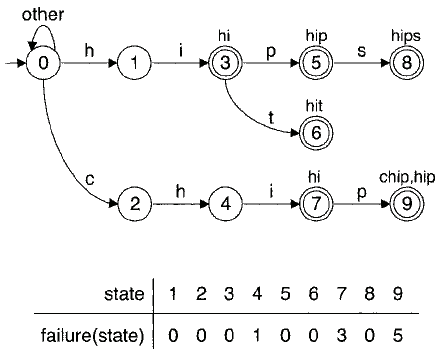 other
hi hip hips
0 h 1 i 3 p 5 s 8
t
hit
6
c
hi chip,hip
2 h 4 i 7 p 9
state 1 2 3 4 5 6 7 8 9
failure(state) 0 0 0 1 0 0 3 0 5